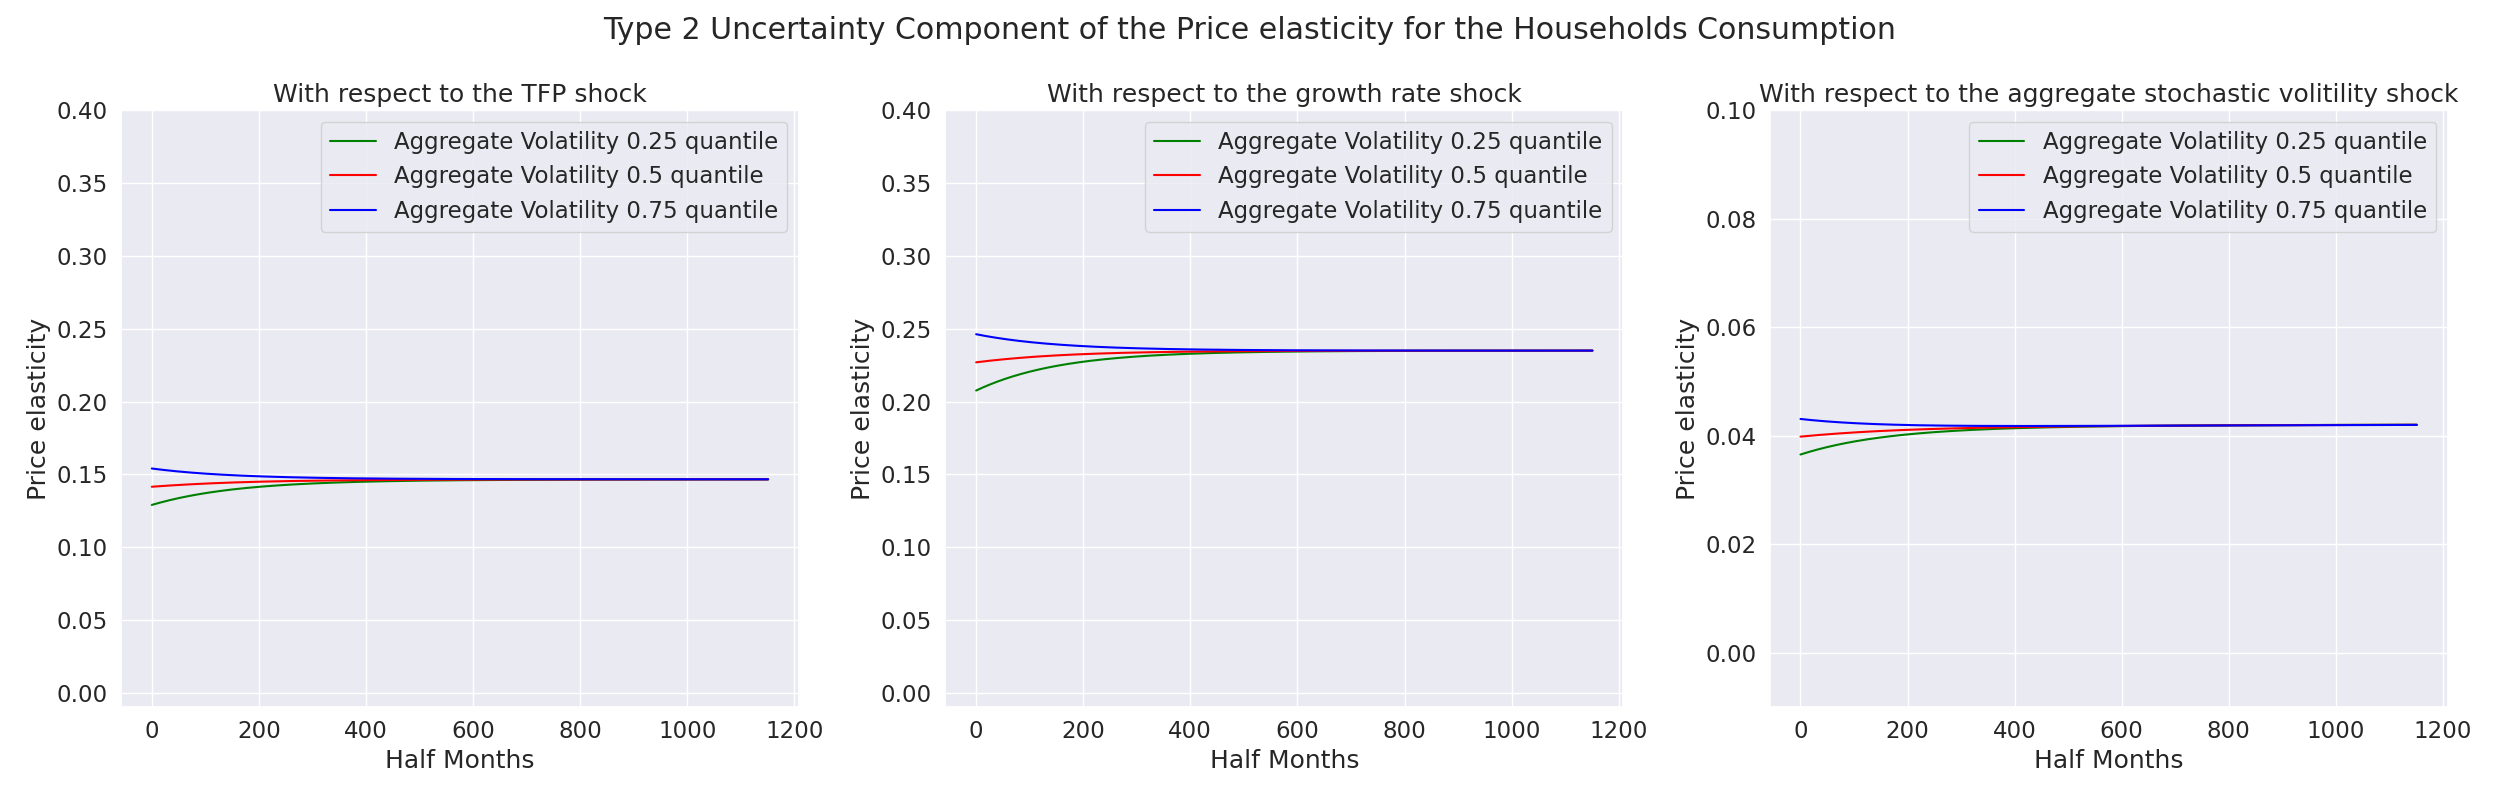 Type 2 Uncertainty Component of the Price elasticity for the Households Consumption
With respect to the TFP shock
0.40
0.35
0.30
0.25
0.20
0.15
0.10
0.05
0.00
Price elasticity
Aggregate Volatility 0.25 quantile
Aggregate Volatility 0.5 quantile
Aggregate Volatility 0.75 quantile
0 200 400 600 800 1000 1200
Half Months
With respect to the growth rate shock
0.40
0.35
0.30
0.25
0.20
0.15
0.10
0.05
0.00
Price elasticity
Aggregate Volatility 0.25 quantile
Aggregate Volatility 0.5 quantile
Aggregate Volatility 0.75 quantile
0 200 400 600 800 1000 1200
Half Months
With respect to the aggregate stochastic volitility shock
0.10
0.08
0.06
0.04
0.02
0.00
Price elasticity
Aggregate Volatility 0.25 quantile
Aggregate Volatility 0.5 quantile
Aggregate Volatility 0.75 quantile
0 200 400 600 800 1000 1200
Half Months